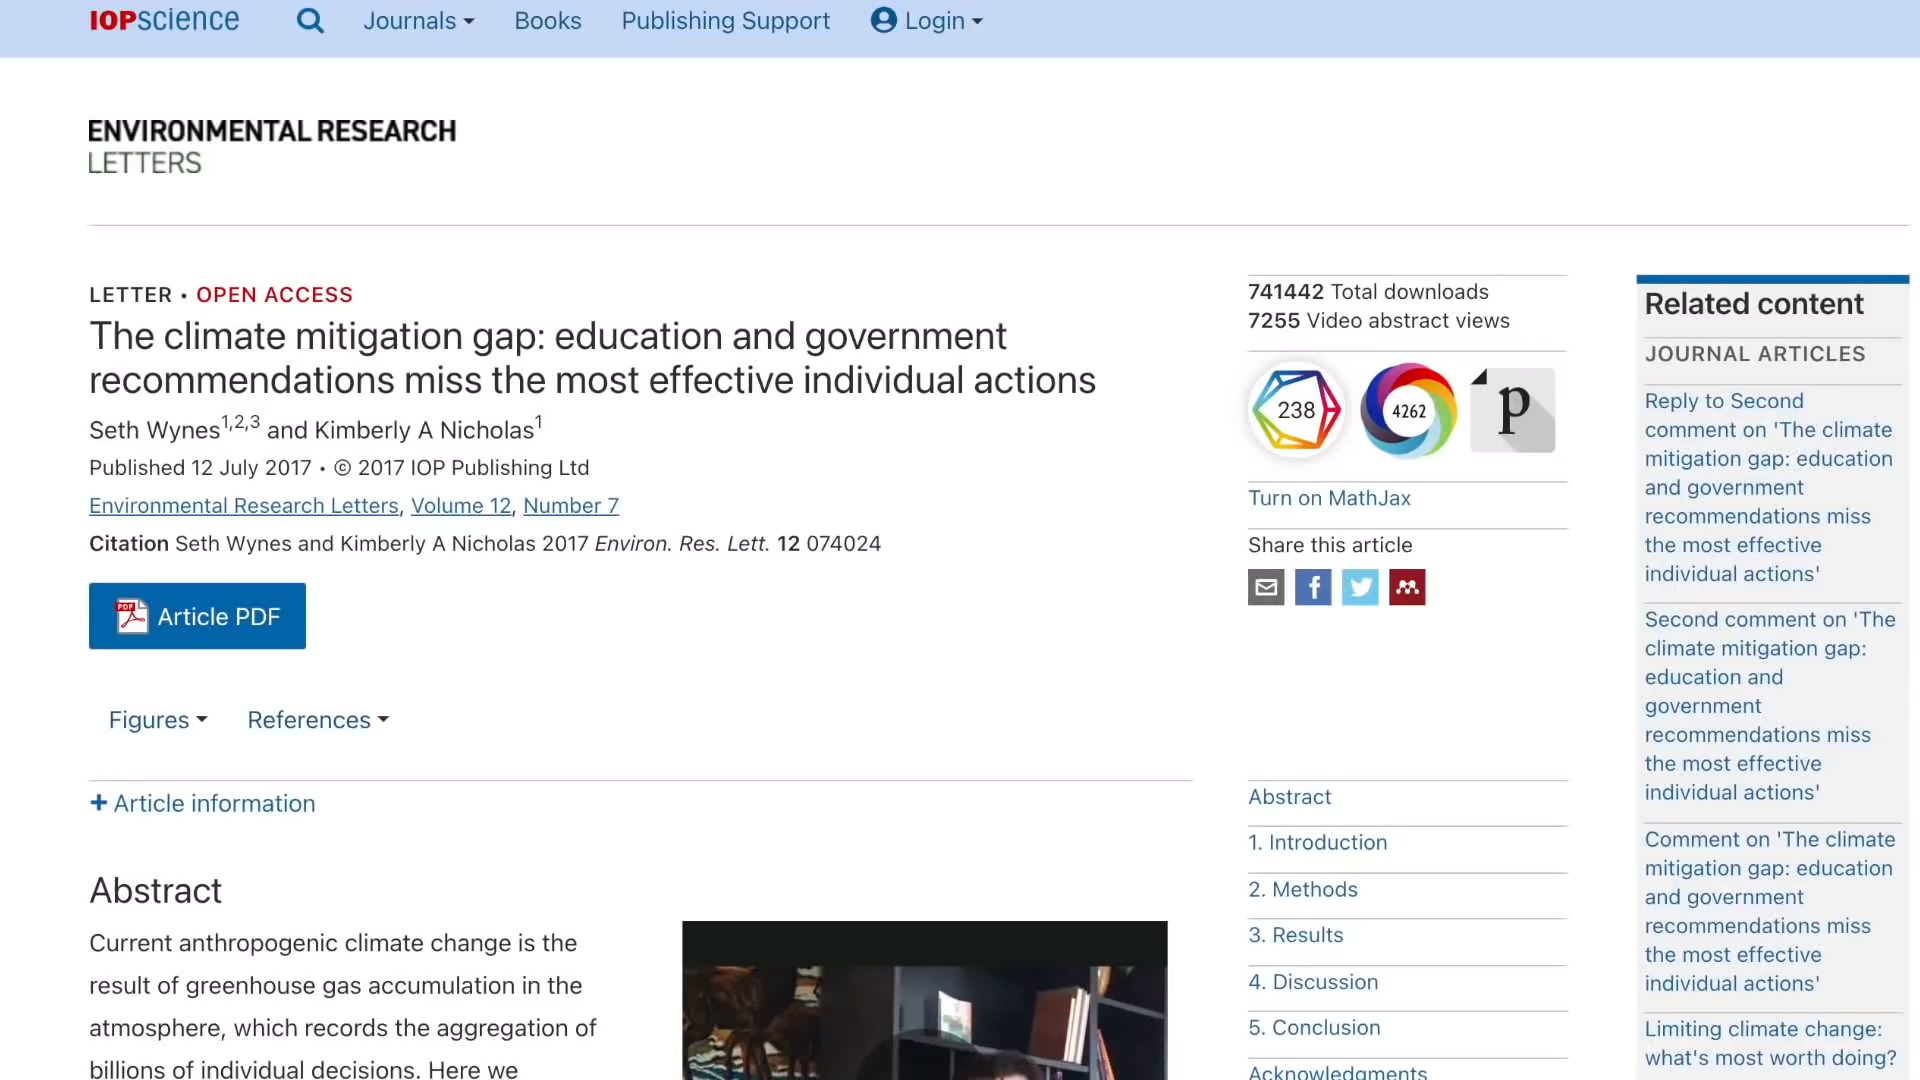 IOPscience Journals Books Publishing Support Login
ENVIRONMENTAL RESEARCH
LETTERS
LETTER • OPEN ACCESS
The climate mitigation gap: education and government
recommendations miss the most effective individual actions
Seth Wynes1,2,3 and Kimberly A Nicholas1
Published 12 July 2017 • © 2017 IOP Publishing Ltd
Environmental Research Letters, Volume 12, Number 7
Citation Seth Wynes and Kimberly A Nicholas 2017 Environ. Res. Lett. 12 074024
PDF Article PDF
Figures References
+ Article information
Abstract
Current anthropogenic climate change is the
result of greenhouse gas accumulation in the
atmosphere, which records the aggregation of
billions of individual decisions. Here we
741442 Total downloads
7255 Video abstract views
238 4262 p
Turn on MathJax
Share this article
Abstract
1. Introduction
2. Methods
3. Results
4. Discussion
5. Conclusion
Acknowledgments
Related content
JOURNAL ARTICLES
Reply to Second
comment on 'The climate
mitigation gap: education
and government
recommendations miss
the most effective
individual actions'
Second comment on 'The
climate mitigation gap:
education and
government
recommendations miss
the most effective
individual actions'
Comment on 'The climate
mitigation gap: education
and government
recommendations miss
the most effective
individual actions'
Limiting climate change:
what's most worth doing?